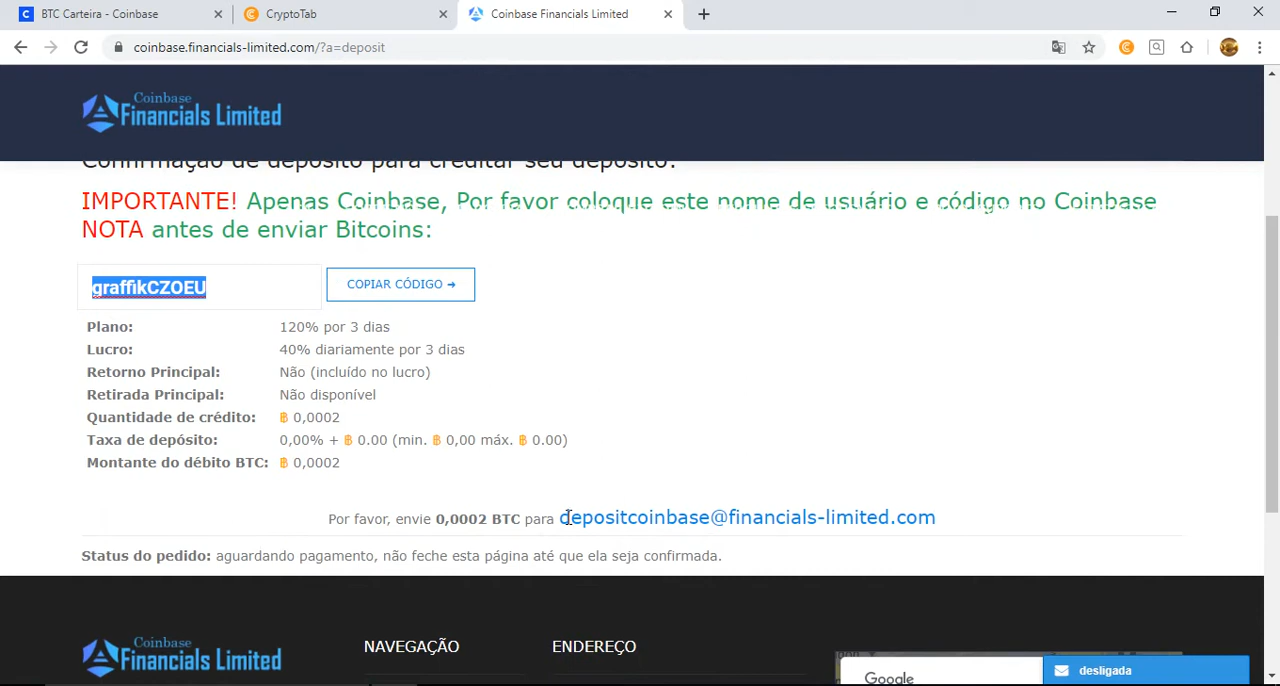 BTC Carteira - Coinbase
CryptoTab
Coinbase Financials Limited
coinbase.financials-limited.com/?a=deposit
Coinbase
Financials Limited
Confirmação de depósito para creditar seu depósito:
IMPORTANTE! Apenas Coinbase, Por favor coloque este nome de usuário e código no Coinbase
NOTA antes de enviar Bitcoins:
graffikCZOEU
COPIAR CÓDIGO ➜
Plano: 120% por 3 dias
Lucro: 40% diariamente por 3 dias
Retorno Principal: Não (incluído no lucro)
Retirada Principal: Não disponível
Quantidade de crédito: ฿ 0,0002
Taxa de depósito: 0,00% + ฿ 0.00 (min. ฿ 0,00 máx. ฿ 0.00)
Montante do débito BTC: ฿ 0,0002
Por favor, envie 0,0002 BTC para depositcoinbase@financials-limited.com
Status do pedido: aguardando pagamento, não feche esta página até que ela seja confirmada.
Coinbase
Financials Limited
NAVEGAÇÃO
ENDEREÇO
Google
desligada